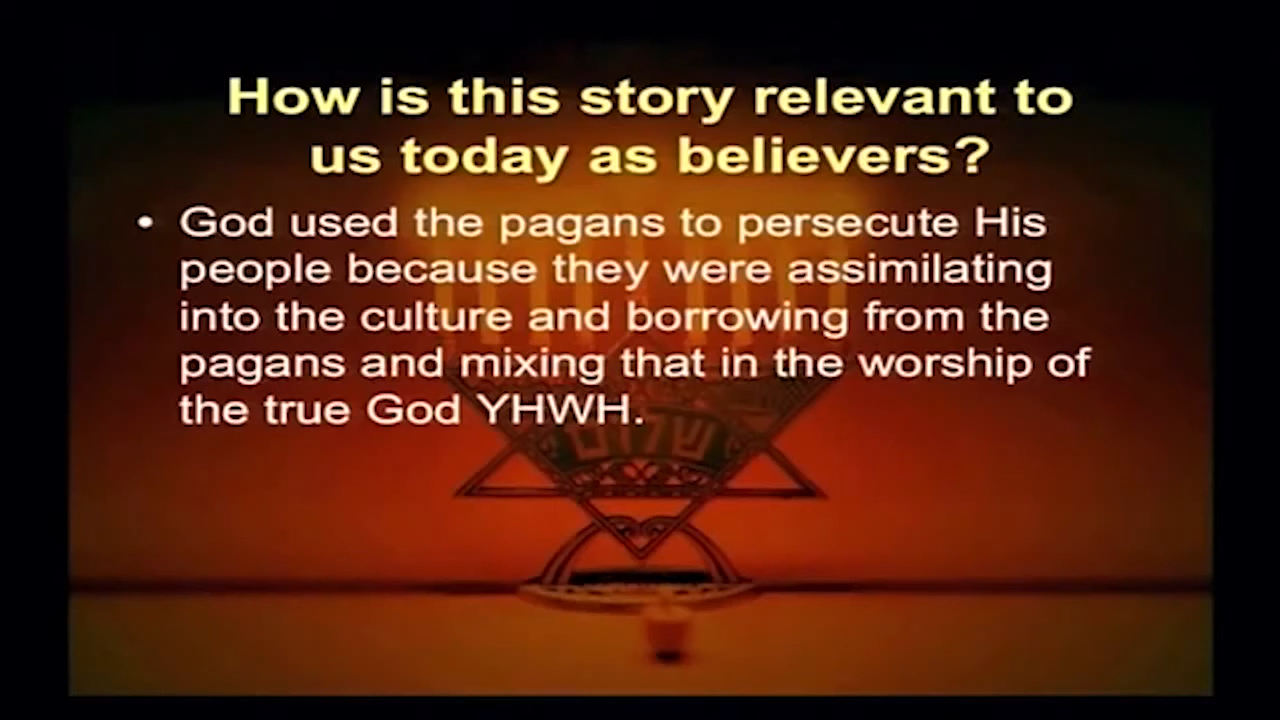 How is this story relevant to
us today as believers?
• God used the pagans to persecute His
people because they were assimilating
into the culture and borrowing from the
pagans and mixing that in the worship of
the true God YHWH.
שלום